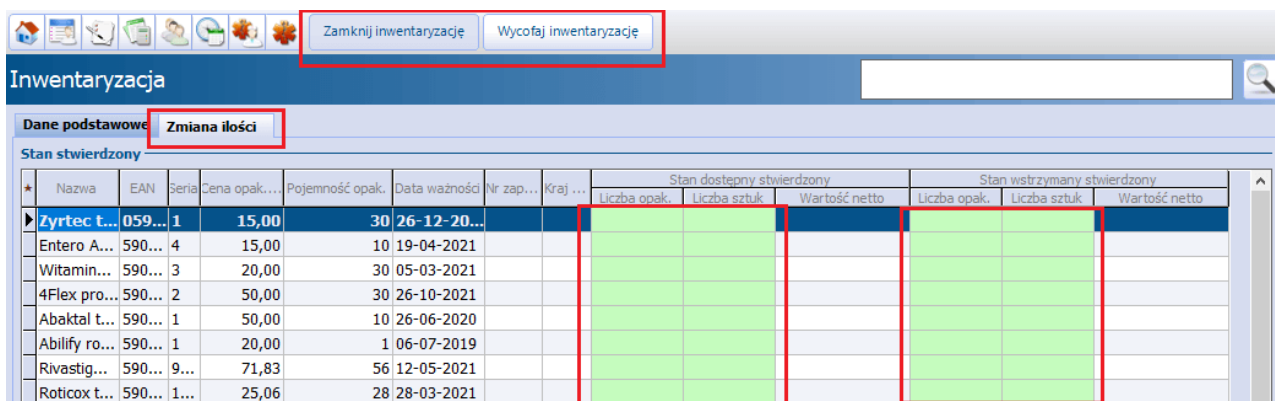 Zamknij inwentaryzację Wycofaj inwentaryzację
Inwentaryzacja
Dane podstawowe Zmiana ilości
Stan stwierdzony
Nazwa EAN Seria Cena opak.... Pojemność opak. Data ważności Nr zap... Kraj ... Stan dostępny stwierdzony Stan wstrzymany stwierdzony
Liczba opak. Liczba sztuk Wartość netto Liczba opak. Liczba sztuk Wartość netto
Zyrtec t... 059... 1 15,00 30 26-12-20...
Entero A... 590... 4 15,00 10 19-04-2021
Witamin... 590... 3 20,00 30 05-03-2021
4Flex pro... 590... 2 50,00 30 26-10-2021
Abaktal t... 590... 1 50,00 10 26-06-2020
Abilify ro... 590... 1 20,00 1 06-07-2019
Rivastig... 590... 9... 71,83 56 12-05-2021
Roticox t... 590... 1... 25,06 28 28-03-2021